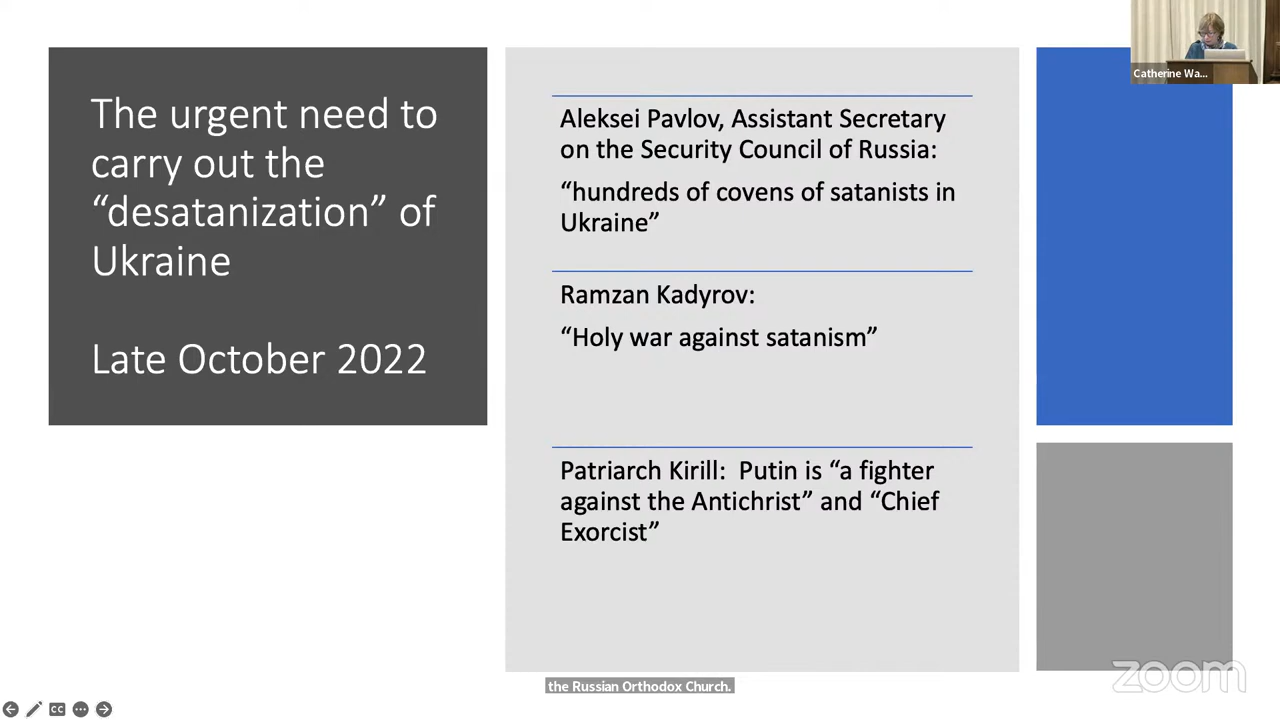 The urgent need to
carry out the
“desatanization” of
Ukraine
Late October 2022
Aleksei Pavlov, Assistant Secretary
on the Security Council of Russia:
“hundreds of covens of satanists in
Ukraine”
Ramzan Kadyrov:
“Holy war against satanism”
Patriarch Kirill:  Putin is “a fighter
against the Antichrist” and “Chief
Exorcist”
Catherine Wa...
the Russian Orthodox Church.
CC
zoom